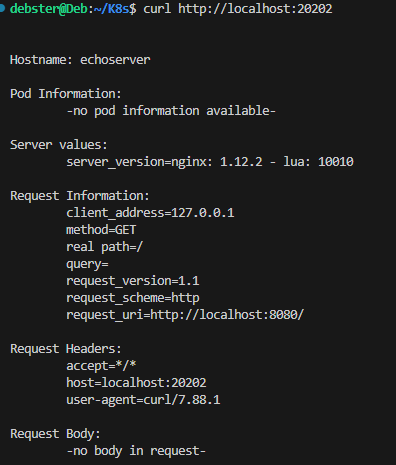 debster@Deb:~/K8s$ curl http://localhost:20202
Hostname: echoserver
Pod Information:
-no pod information available-
Server values:
server_version=nginx: 1.12.2 - lua: 10010
Request Information:
client_address=127.0.0.1
method=GET
real path=/
query=
request_version=1.1
request_scheme=http
request_uri=http://localhost:8080/
Request Headers:
accept=*/*
host=localhost:20202
user-agent=curl/7.88.1
Request Body:
-no body in request-